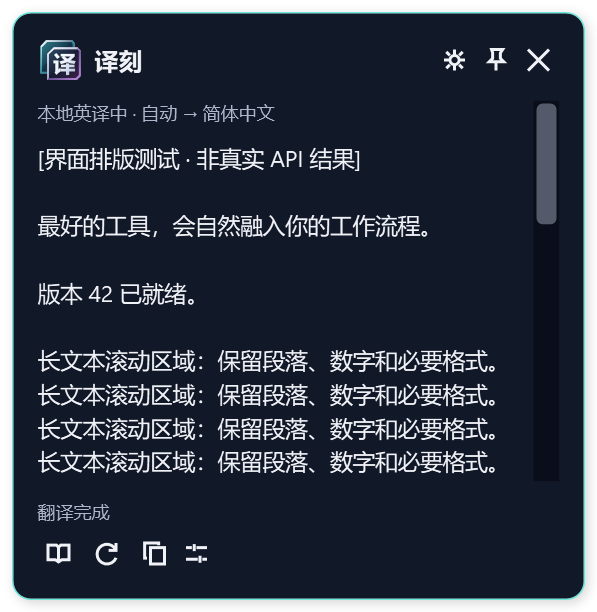 译 译刻
本地英译中 · 自动 → 简体中文
[界面排版测试 · 非真实 API 结果]
最好的工具，会自然融入你的工作流程。
版本 42 已就绪。
长文本滚动区域：保留段落、数字和必要格式。
长文本滚动区域：保留段落、数字和必要格式。
长文本滚动区域：保留段落、数字和必要格式。
长文本滚动区域：保留段落、数字和必要格式。
翻译完成